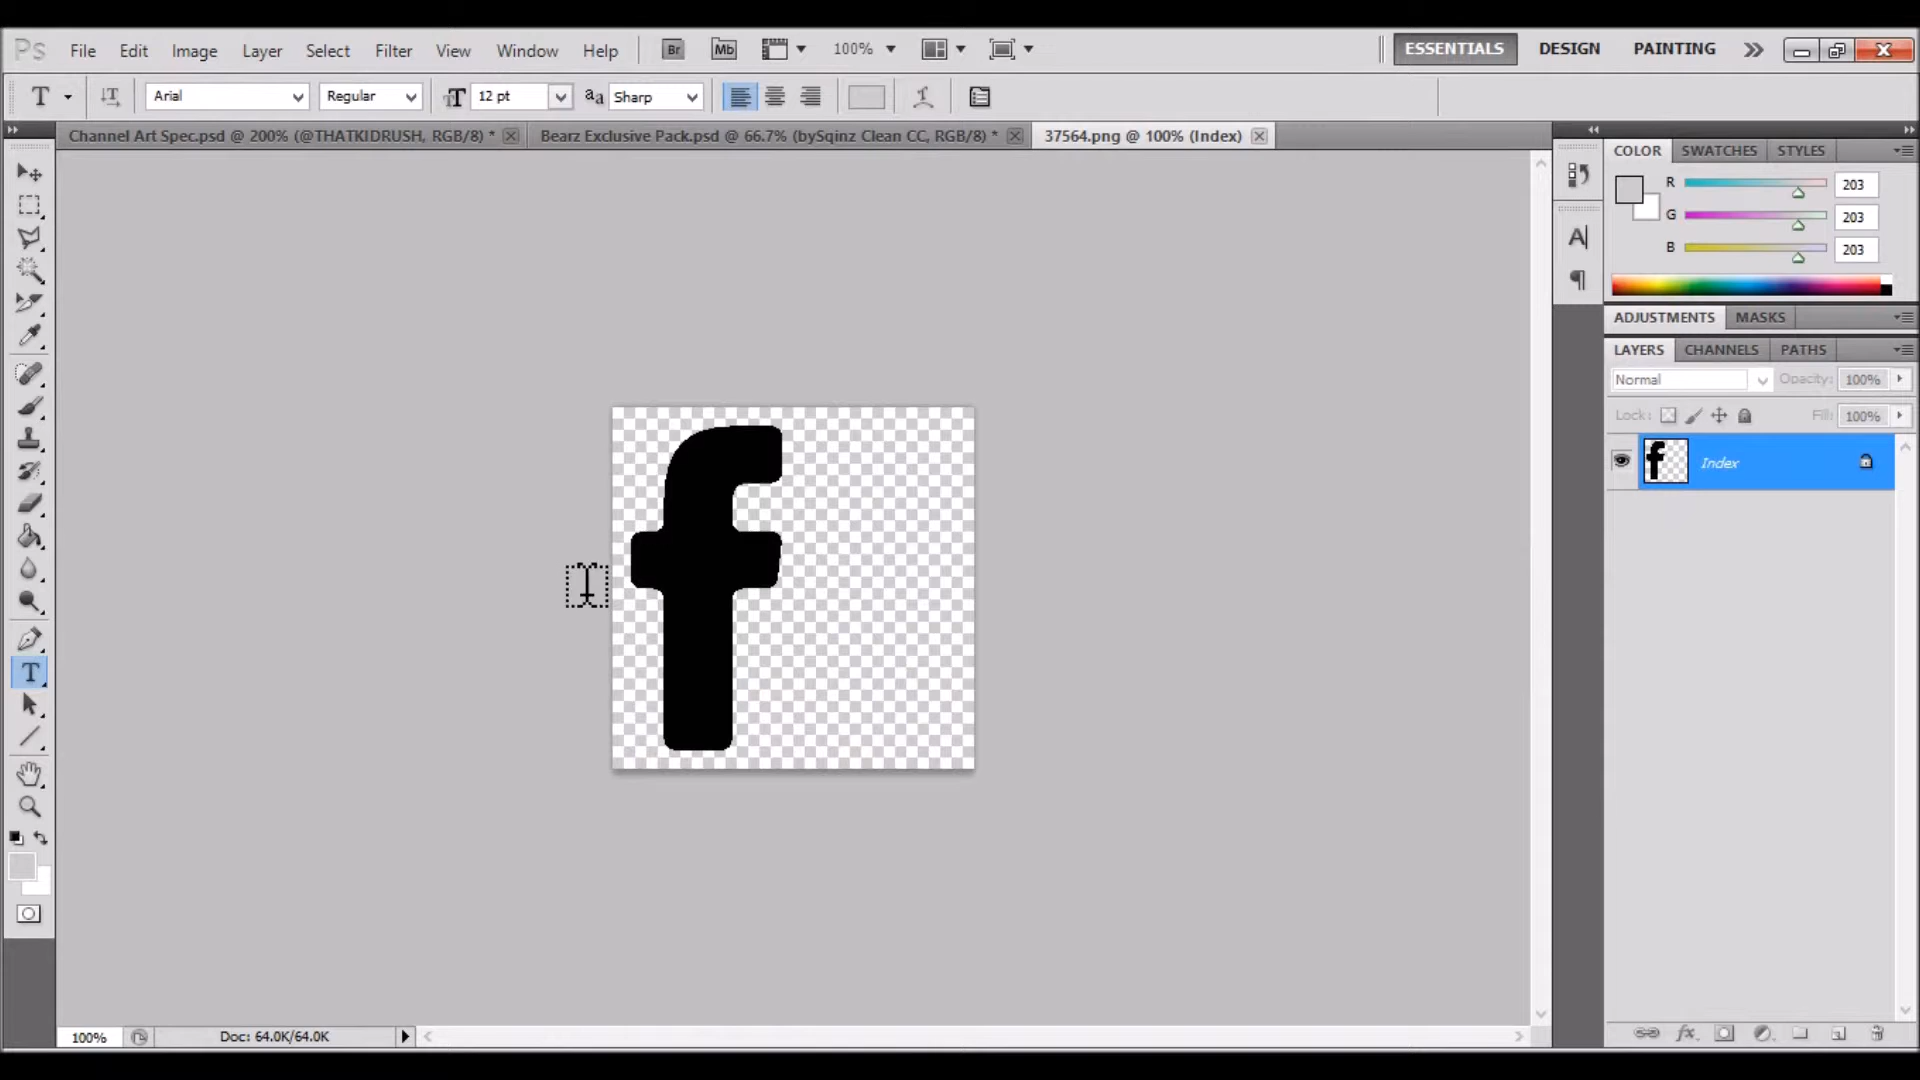 Ps File Edit Image Layer Select Filter View Window Help Br Mb 100% ESSENTIALS DESIGN PAINTING
T Arial Regular 12 pt Sharp
Channel Art Spec.psd @ 200% (@THATKIDRUSH, RGB/8) * Bearz Exclusive Pack.psd @ 66.7% (bySqinz Clean CC, RGB/8) * 37564.png @ 100% (Index)
COLOR SWATCHES STYLES
R 203
G 203
B 203
ADJUSTMENTS MASKS
LAYERS CHANNELS PATHS
Normal Opacity: 100%
Lock: Fill: 100%
Index
f
100% Doc: 64.0K/64.0K